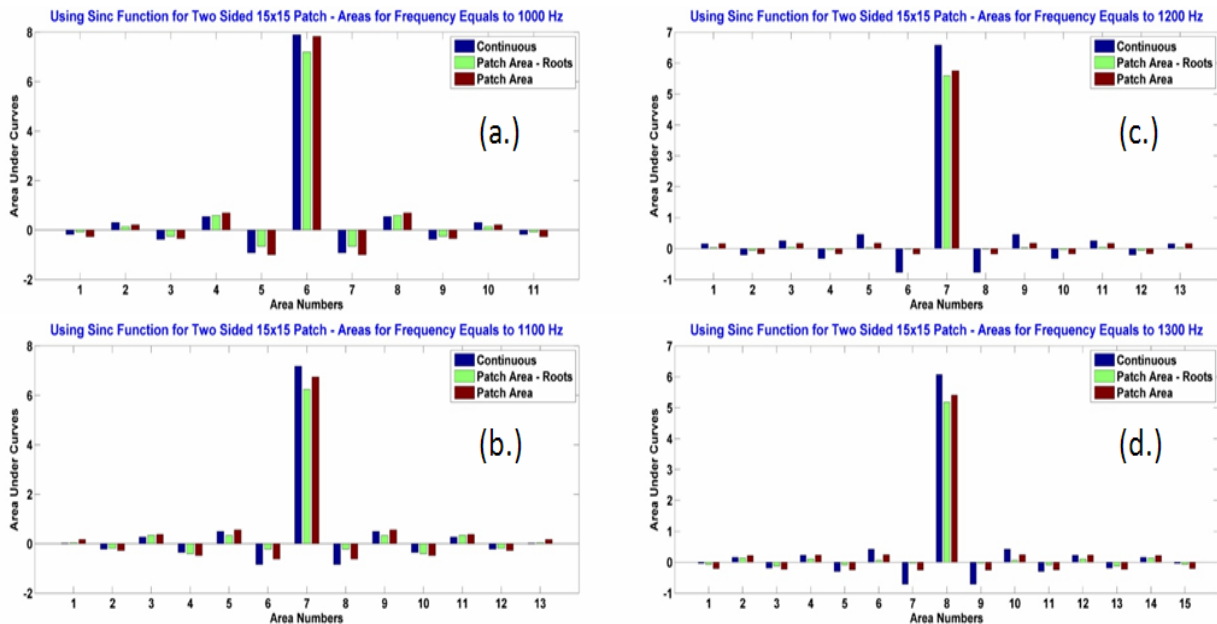 Using Sinc Function for Two Sided 15x15 Patch - Areas for Frequency Equals to 1000 Hz
8
6
4
2
0
-2
Area Under Curves
Continuous
Patch Area - Roots
Patch Area
(a.)
1 2 3 4 5 6 7 8 9 10 11
Area Numbers
Using Sinc Function for Two Sided 15x15 Patch - Areas for Frequency Equals to 1200 Hz
7
6
5
4
3
2
1
0
-1
Area Under Curves
Continuous
Patch Area - Roots
Patch Area
(c.)
1 2 3 4 5 6 7 8 9 10 11 12 13
Area Numbers
Using Sinc Function for Two Sided 15x15 Patch - Areas for Frequency Equals to 1100 Hz
8
6
4
2
0
-2
Area Under Curves
Continuous
Patch Area - Roots
Patch Area
(b.)
1 2 3 4 5 6 7 8 9 10 11 12 13
Area Numbers
Using Sinc Function for Two Sided 15x15 Patch - Areas for Frequency Equals to 1300 Hz
7
6
5
4
3
2
1
0
-1
Area Under Curves
Continuous
Patch Area - Roots
Patch Area
(d.)
1 2 3 4 5 6 7 8 9 10 11 12 13 14 15
Area Numbers